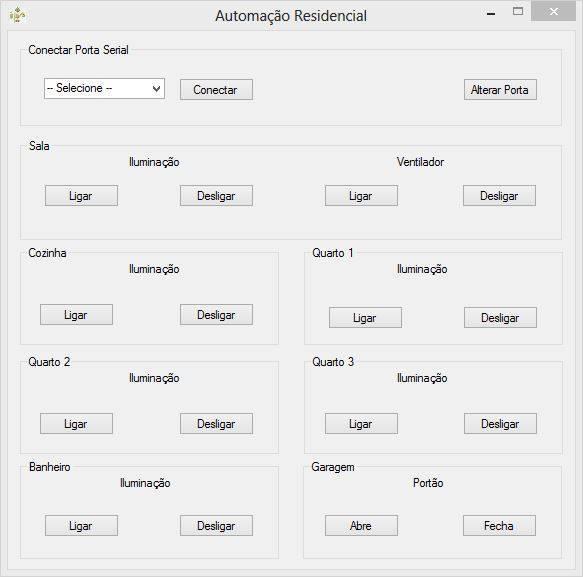 Automação Residencial
Conectar Porta Serial
-- Selecione -- Conectar Alterar Porta
Sala
Iluminação Ventilador
Ligar Desligar Ligar Desligar
Cozinha
Iluminação
Ligar Desligar
Quarto 1
Iluminação
Ligar Desligar
Quarto 2
Iluminação
Ligar Desligar
Quarto 3
Iluminação
Ligar Desligar
Banheiro
Iluminação
Ligar Desligar
Garagem
Portão
Abre Fecha